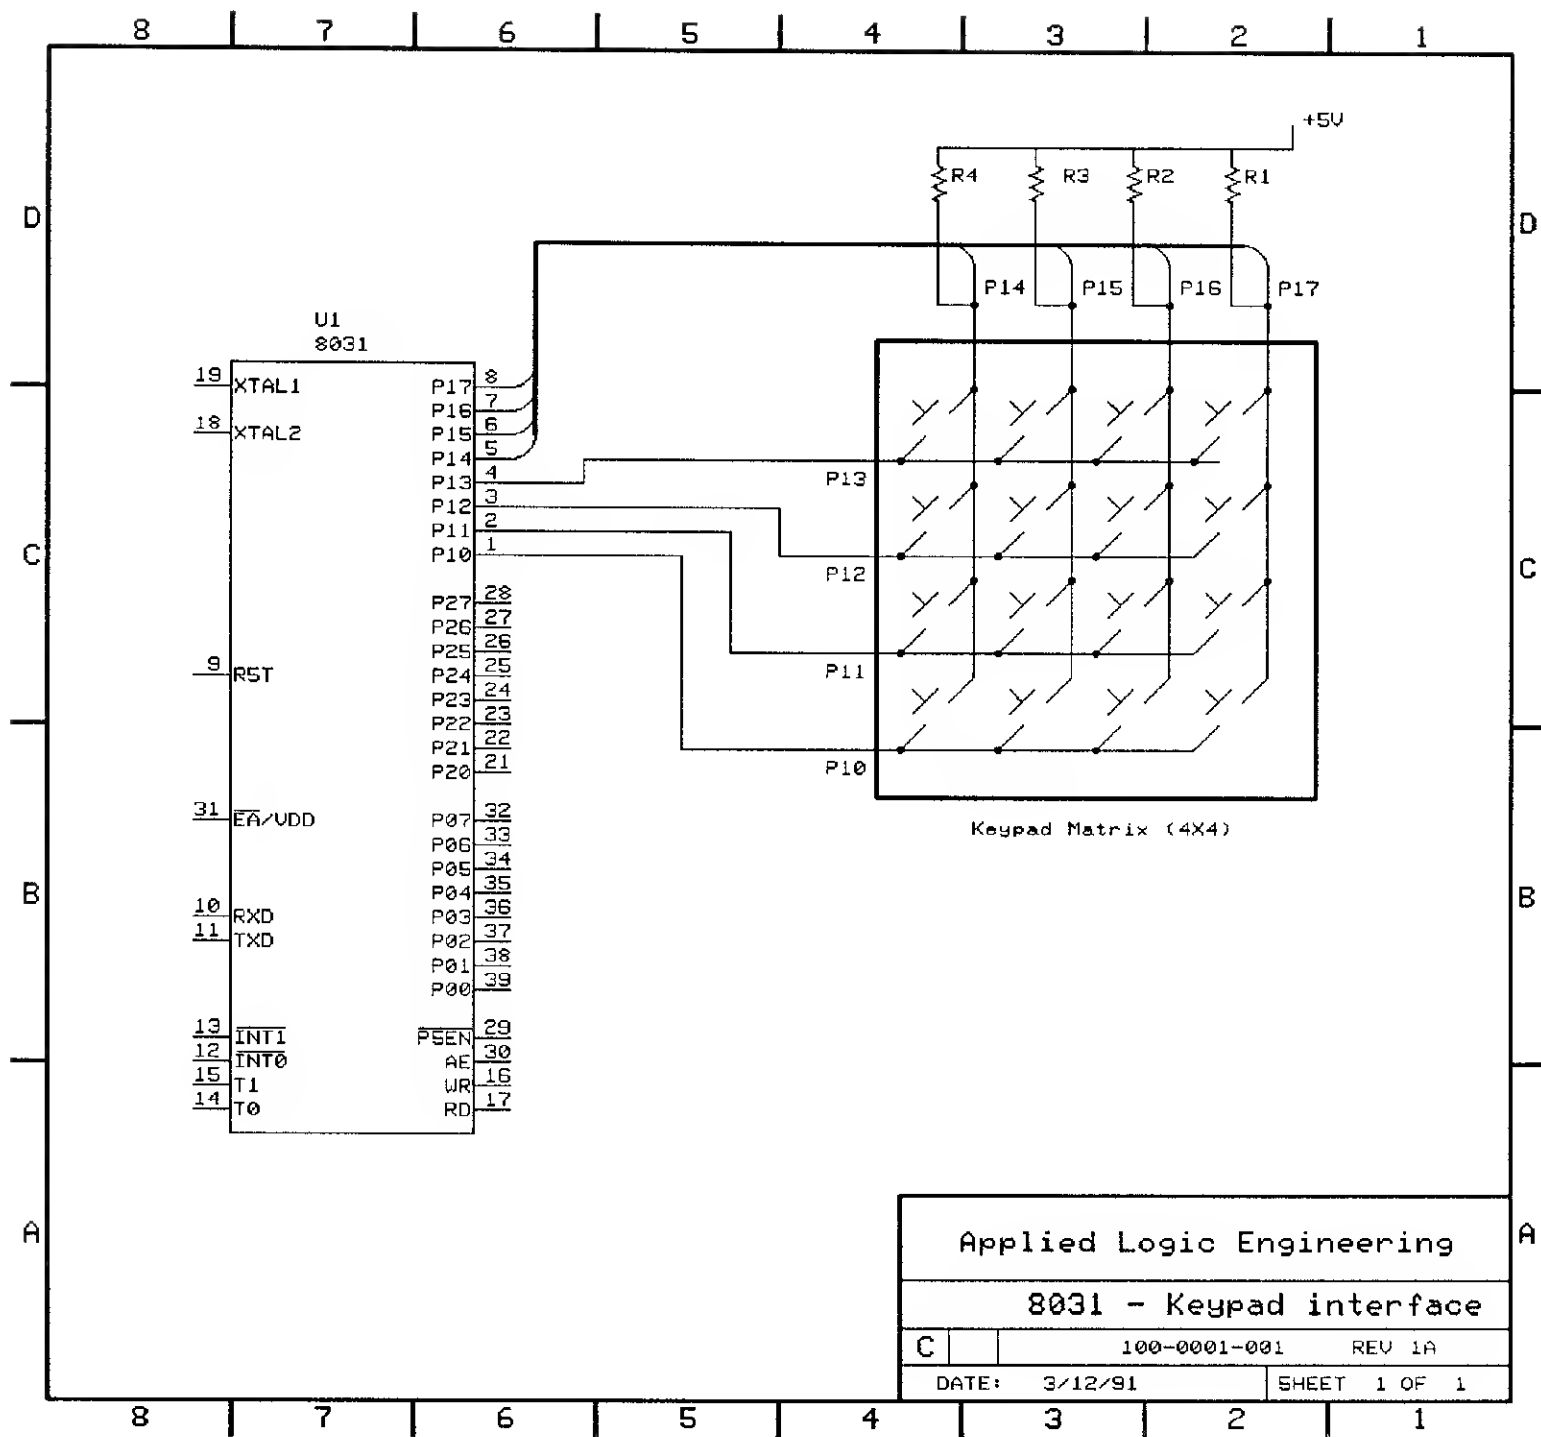 8 7 6 5 4 3 2 1
+5V
R4 R3 R2 R1
D D
P14 P15 P16 P17
U1
8031
19 XTAL1
18 XTAL2
9 RST
31 EA/VDD
10 RXD
11 TXD
13 INT1
12 INT0
15 T1
14 T0
P17 8
P16 7
P15 6
P14 5
P13 4
P12 3
P11 2
P10 1
P27 28
P26 27
P25 26
P24 25
P23 24
P22 23
P21 22
P20 21
P07 32
P06 33
P05 34
P04 35
P03 36
P02 37
P01 38
P00 39
PSEN 29
AE 30
WR 16
RD 17
P13
P12
C C
P11
P10
Keypad Matrix (4X4)
B B
A A
Applied Logic Engineering
8031 - Keypad interface
C 100-0001-001 REV 1A
DATE: 3/12/91 SHEET 1 OF 1
8 7 6 5 4 3 2 1